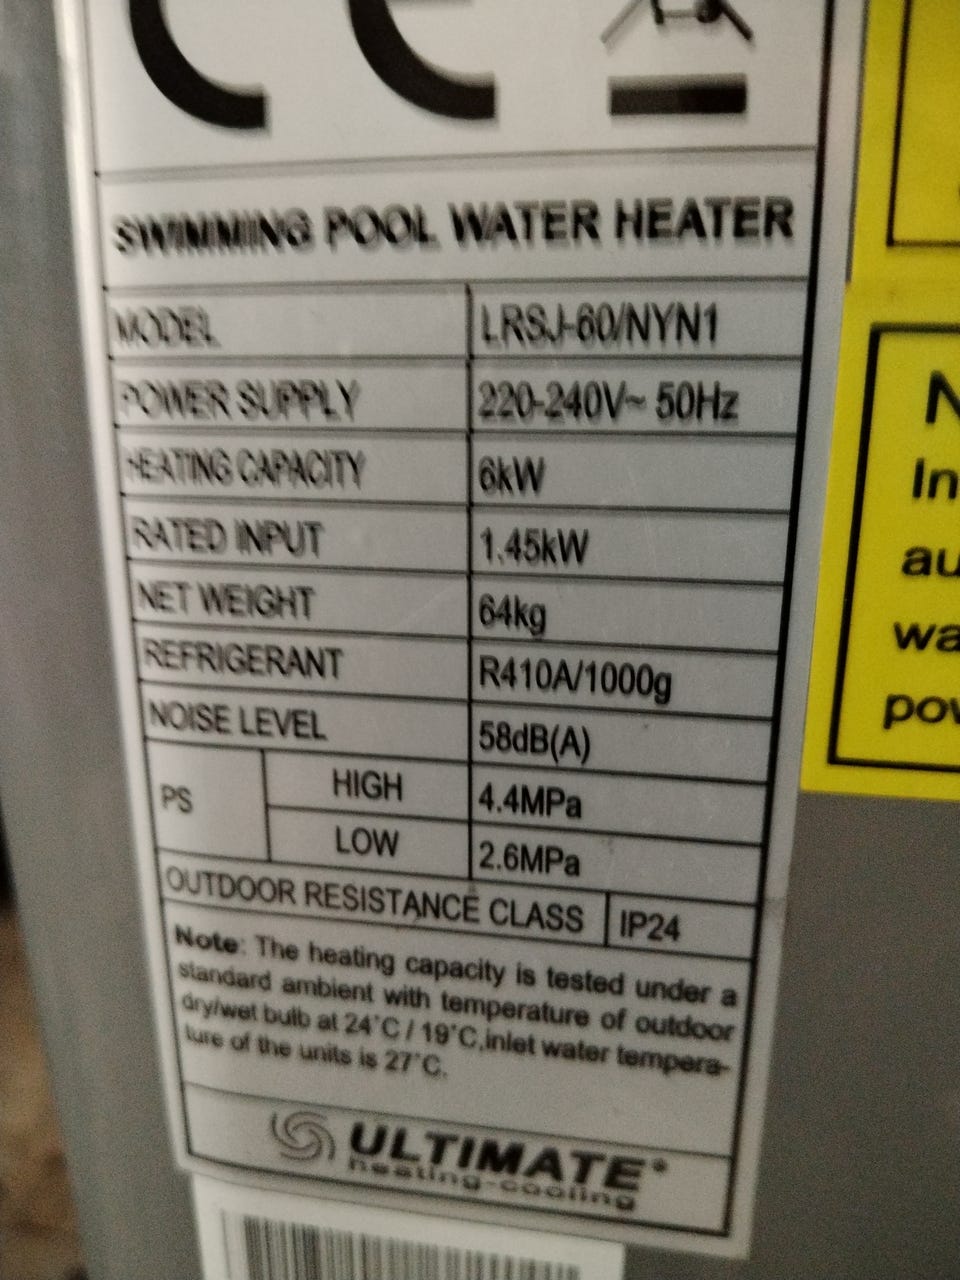 CE
SWIMMING POOL WATER HEATER
MODEL LRSJ-60/NYN1
POWER SUPPLY 220-240V~ 50Hz
HEATING CAPACITY 6kW
RATED INPUT 1.45kW
NET WEIGHT 64kg
REFRIGERANT R410A/1000g
NOISE LEVEL 58dB(A)
PS HIGH 4.4MPa
LOW 2.6MPa
OUTDOOR RESISTANCE CLASS IP24
Note: The heating capacity is tested under a
standard ambient with temperature of outdoor
dry/wet bulb at 24°C / 19°C,inlet water tempera-
ture of the units is 27°C.
ULTIMATE®
heating-cooling
N
In
au
wa
pow